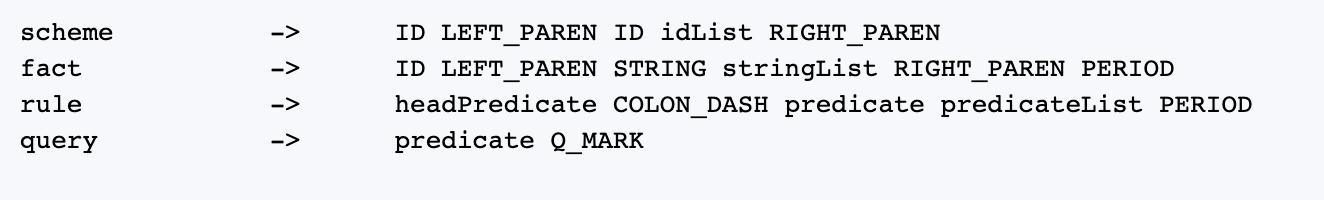 scheme -> ID LEFT_PAREN ID idList RIGHT_PAREN
fact -> ID LEFT_PAREN STRING stringList RIGHT_PAREN PERIOD
rule -> headPredicate COLON_DASH predicate predicateList PERIOD
query -> predicate Q_MARK